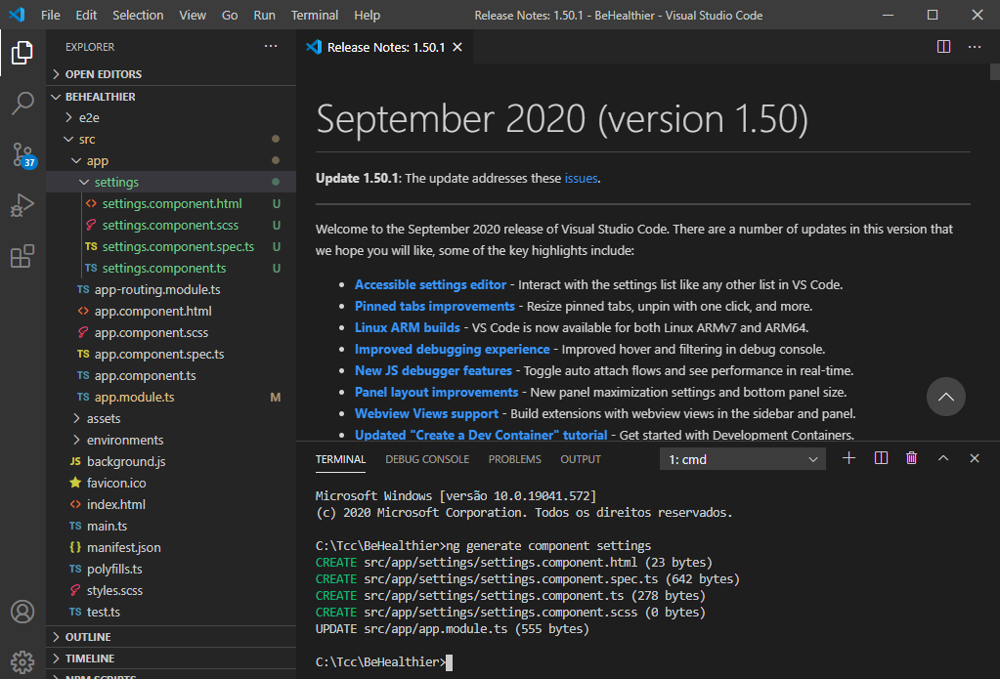 File Edit Selection View Go Run Terminal Help Release Notes: 1.50.1 - BeHealthier - Visual Studio Code
EXPLORER
OPEN EDITORS
BEHEALTHIER
e2e
src
app
settings
settings.component.html U
settings.component.scss U
TS settings.component.spec.ts U
TS settings.component.ts U
TS app-routing.module.ts
app.component.html
app.component.scss
TS app.component.spec.ts
TS app.component.ts
TS app.module.ts M
assets
environments
JS background.js
favicon.ico
index.html
TS main.ts
{} manifest.json
TS polyfills.ts
styles.scss
TS test.ts
OUTLINE
TIMELINE
NPM SCRIPTS
37
Release Notes: 1.50.1
September 2020 (version 1.50)
Update 1.50.1: The update addresses these issues.
Welcome to the September 2020 release of Visual Studio Code. There are a number of updates in this version that
we hope you will like, some of the key highlights include:
• Accessible settings editor - Interact with the settings list like any other list in VS Code.
• Pinned tabs improvements - Resize pinned tabs, unpin with one click, and more.
• Linux ARM builds - VS Code is now available for both Linux ARMv7 and ARM64.
• Improved debugging experience - Improved hover and filtering in debug console.
• New JS debugger features - Toggle auto attach flows and see performance in real-time.
• Panel layout improvements - New panel maximization settings and bottom panel size.
• Webview Views support - Build extensions with webview views in the sidebar and panel.
• Updated "Create a Dev Container" tutorial - Get started with Development Containers.
TERMINAL DEBUG CONSOLE PROBLEMS OUTPUT 1: cmd
Microsoft Windows [versão 10.0.19041.572]
(c) 2020 Microsoft Corporation. Todos os direitos reservados.
C:\Tcc\BeHealthier>ng generate component settings
CREATE src/app/settings/settings.component.html (23 bytes)
CREATE src/app/settings/settings.component.spec.ts (642 bytes)
CREATE src/app/settings/settings.component.ts (278 bytes)
CREATE src/app/settings/settings.component.scss (0 bytes)
UPDATE src/app/app.module.ts (555 bytes)
C:\Tcc\BeHealthier>